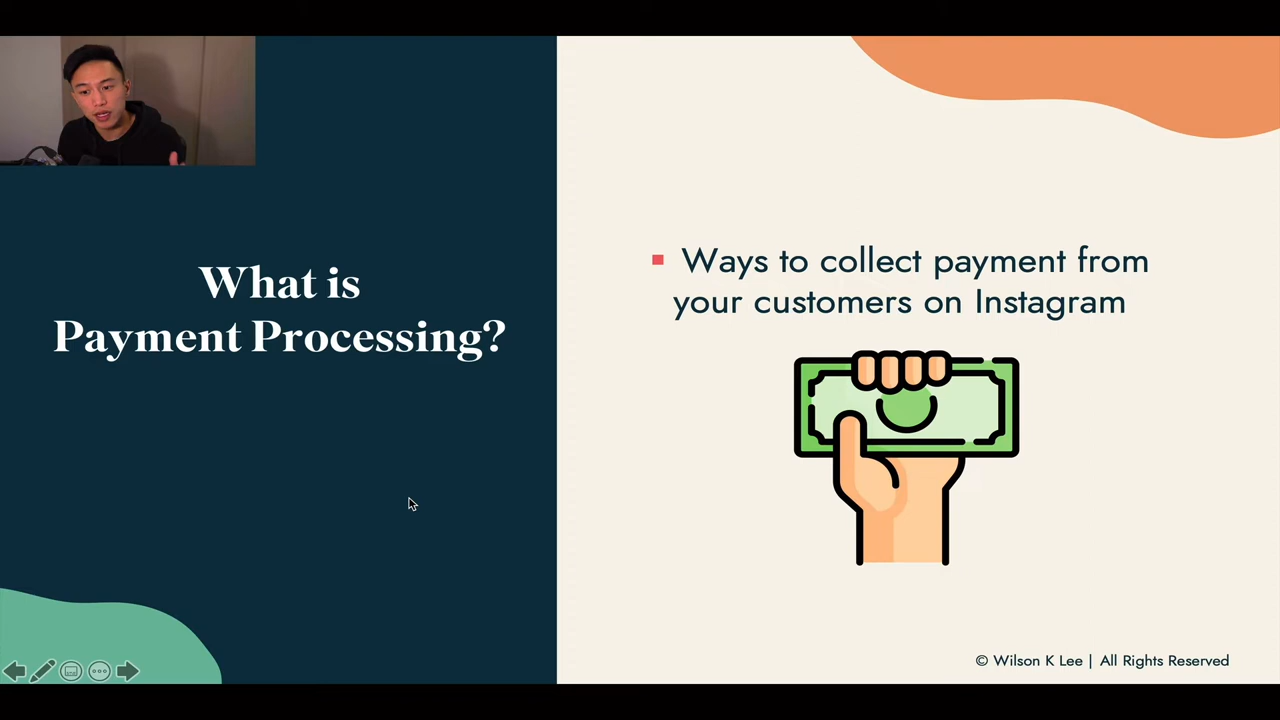 What is
Payment Processing?
Ways to collect payment from
your customers on Instagram
© Wilson K Lee | All Rights Reserved